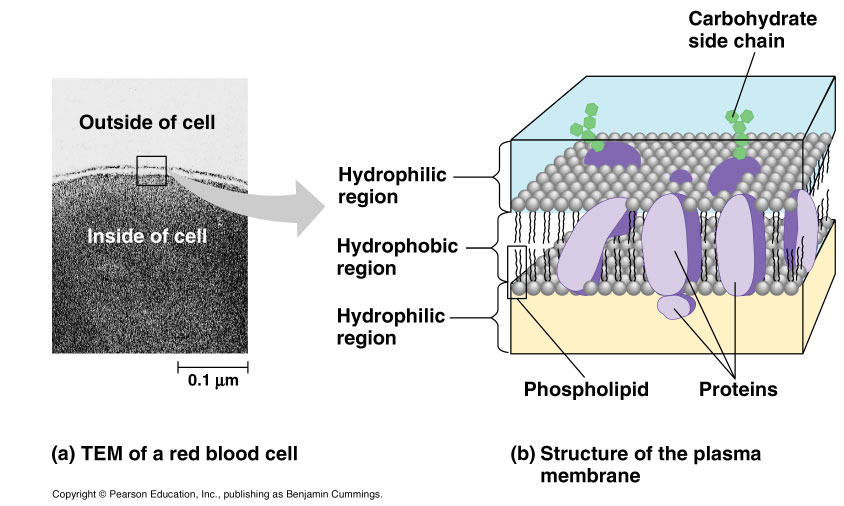 Carbohydrate
side chain
Outside of cell
Hydrophilic
region
Inside of cell
Hydrophobic
region
Hydrophilic
region
0.1 μm
Phospholipid
Proteins
(a) TEM of a red blood cell
(b) Structure of the plasma
membrane
Copyright © Pearson Education, Inc., publishing as Benjamin Cummings.